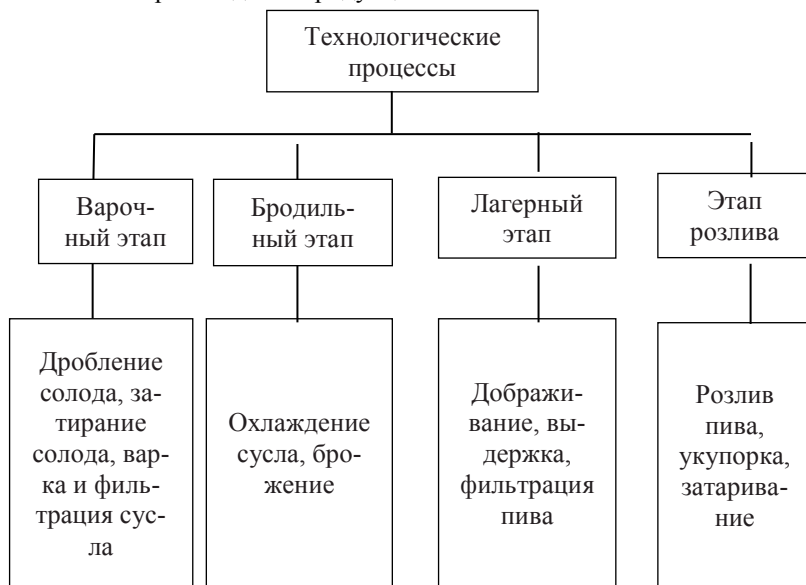 Технологические
процессы
Вароч-
ный этап
Бродиль-
ный этап
Лагерный
этап
Этап
розлива
Дробление
солода, за-
тирание
солода, вар-
ка и филь-
трация сус-
ла
Охлаждение
сусла, бро-
жение
Дображи-
вание, вы-
держка,
фильтрация
пива
Розлив
пива,
укупорка,
затарива-
ние